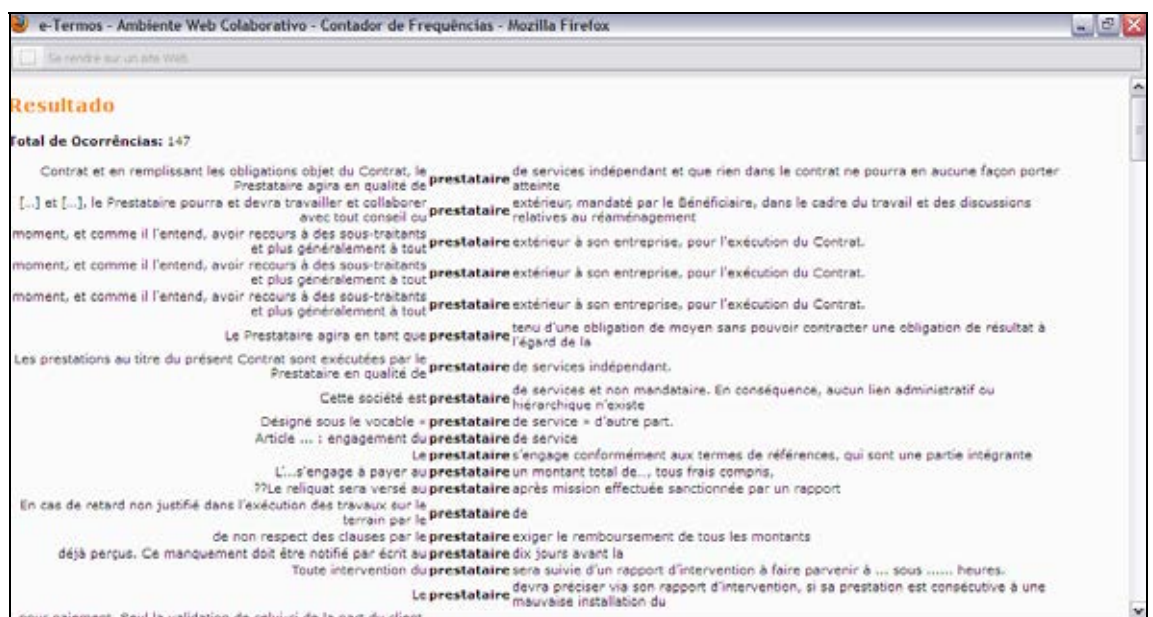 e-Termos - Ambiente Web Colaborativo - Contador de Frequências - Mozilla Firefox
Se rendre sur un site Web
Resultado
Total de Ocorrências: 147
Contrat et en remplissant les obligations objet du Contrat, le Prestataire agira en qualité de prestataire de services indépendant et que rien dans le contrat ne pourra en aucune façon porter atteinte
[...] et [...], le Prestataire pourra et devra travailler et collaborer avec tout conseil ou prestataire extérieur, mandaté par le Bénéficiaire, dans le cadre du travail et des discussions relatives au réaménagement
moment, et comme il l'entend, avoir recours à des sous-traitants et plus généralement à tout prestataire extérieur à son entreprise, pour l'exécution du Contrat.
moment, et comme il l'entend, avoir recours à des sous-traitants et plus généralement à tout prestataire extérieur à son entreprise, pour l'exécution du Contrat.
moment, et comme il l'entend, avoir recours à des sous-traitants et plus généralement à tout prestataire extérieur à son entreprise, pour l'exécution du Contrat.
Le Prestataire agira en tant que prestataire tenu d'une obligation de moyen sans pouvoir contracter une obligation de résultat à l'égard de la
Les prestations au titre du présent Contrat sont exécutées par le Prestataire en qualité de prestataire de services indépendant.
Cette société est prestataire de services et non mandataire. En conséquence, aucun lien administratif ou hiérarchique n'existe
Désigné sous le vocable « prestataire de service » d'autre part.
Article ... : engagement du prestataire de service
Le prestataire s'engage conformément aux termes de références, qui sont une partie intégrante
L'...s'engage à payer au prestataire un montant total de..., tous frais compris,
??Le reliquat sera versé au prestataire après mission effectuée sanctionnée par un rapport
En cas de retard non justifié dans l'exécution des travaux sur le terrain par le prestataire de
de non respect des clauses par le prestataire exiger le remboursement de tous les montants
déjà perçus. Ce manquement doit être notifié par écrit au prestataire dix jours avant la
Toute intervention du prestataire sera suivie d'un rapport d'intervention à faire parvenir à ... sous ...... heures.
Le prestataire devra préciser via son rapport d'intervention, si sa prestation est consécutive à une mauvaise installation du